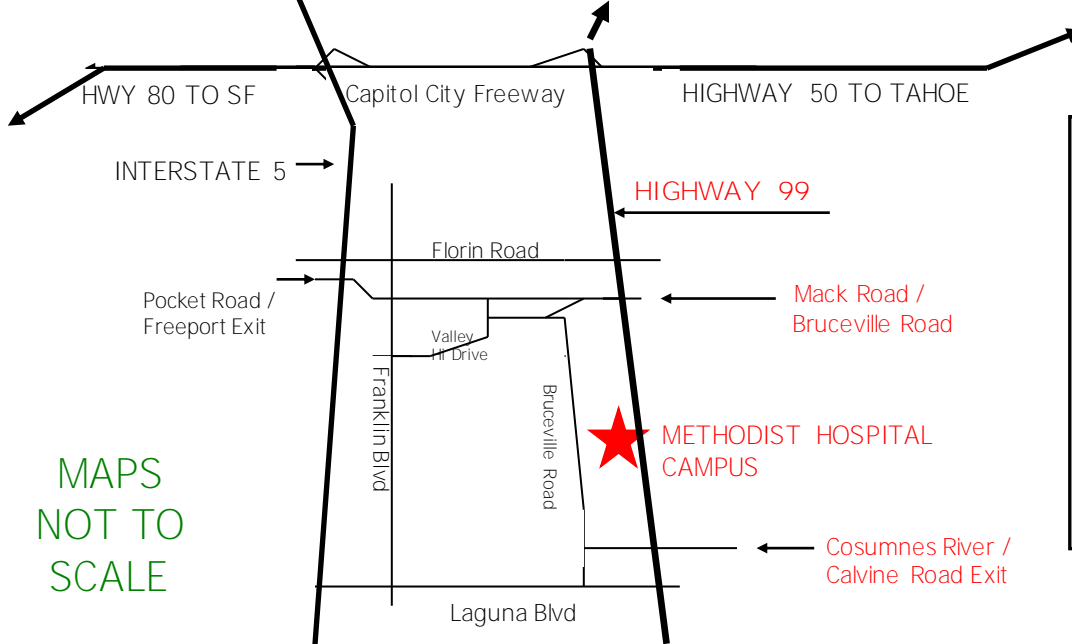 HWY 80 TO SF
Capitol City Freeway
HIGHWAY 50 TO TAHOE
INTERSTATE 5
HIGHWAY 99
Florin Road
Pocket Road /
Freeport Exit
Mack Road /
Bruceville Road
Valley
Hi Drive
Franklin Blvd
Bruceville Road
METHODIST HOSPITAL
CAMPUS
MAPS
NOT TO
SCALE
Cosumnes River /
Calvine Road Exit
Laguna Blvd